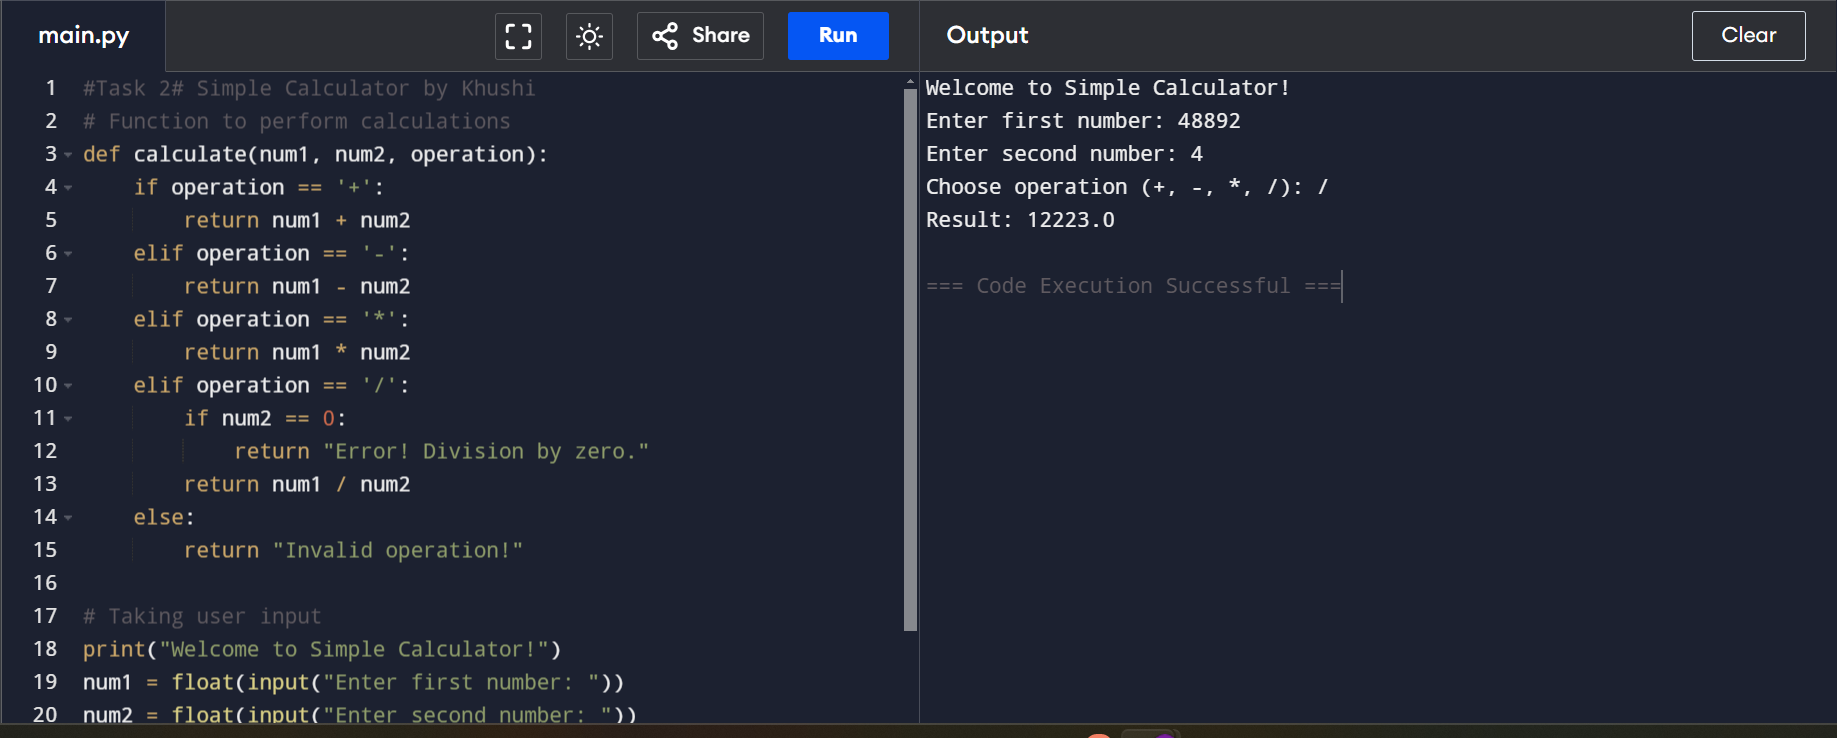 main.py
Share
Run
Output
Clear
1 #Task 2# Simple Calculator by Khushi
2 # Function to perform calculations
3 def calculate(num1, num2, operation):
4     if operation == '+':
5         return num1 + num2
6     elif operation == '-':
7         return num1 - num2
8     elif operation == '*':
9         return num1 * num2
10     elif operation == '/':
11         if num2 == 0:
12             return "Error! Division by zero."
13         return num1 / num2
14     else:
15         return "Invalid operation!"
16
17 # Taking user input
18 print("Welcome to Simple Calculator!")
19 num1 = float(input("Enter first number: "))
20 num2 = float(input("Enter second number: "))
Welcome to Simple Calculator!
Enter first number: 48892
Enter second number: 4
Choose operation (+, -, *, /): /
Result: 12223.0
=== Code Execution Successful ===